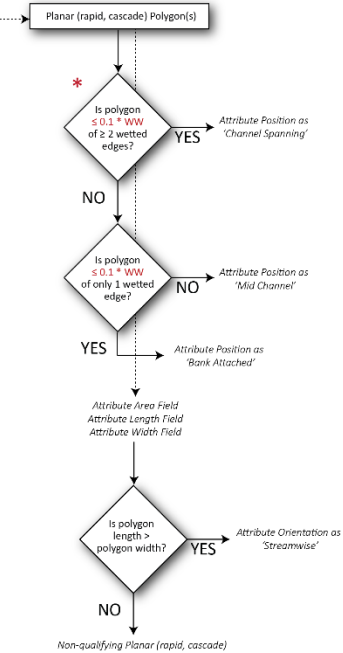 Planar (rapid, cascade) Polygon(s)
*
Is polygon
≤ 0.1 * WW
of ≥ 2 wetted
edges?
YES
Attribute Position as
‘Channel Spanning’
NO
Is polygon
≤ 0.1 * WW
of only 1 wetted
edge?
NO
Attribute Position as
‘Mid Channel’
YES
Attribute Position as
‘Bank Attached’
Attribute Area Field
Attribute Length Field
Attribute Width Field
Is polygon
length >
polygon width?
YES
Attribute Orientation as
‘Streamwise’
NO
Non-qualifying Planar (rapid, cascade)